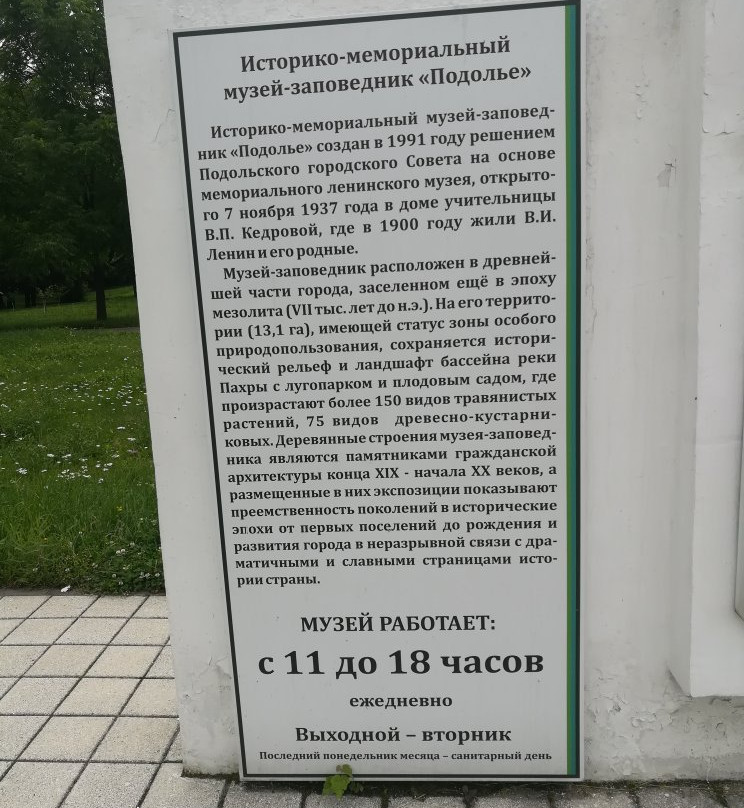 Историко-мемориальный
музей-заповедник «Подолье»
Историко-мемориальный музей-заповед-
ник «Подолье» создан в 1991 году решением
Подольского городского Совета на основе
мемориального ленинского музея, открыто-
го 7 ноября 1937 года в доме учительницы
В.П. Кедровой, где в 1900 году жили В.И.
Ленин и его родные.
Музей-заповедник расположен в древней-
шей части города, заселенном ещё в эпоху
мезолита (VII тыс. лет до н.э.). На его террито-
рии (13,1 га), имеющей статус зоны особого
природопользования, сохраняется истори-
ческий рельеф и ландшафт бассейна реки
Пахры с лугопарком и плодовым садом, где
произрастают более 150 видов травянистых
растений, 75 видов древесно-кустарни-
ковых. Деревянные строения музея-заповед-
ника являются памятниками гражданской
архитектуры конца XIX - начала XX веков, а
размещенные в них экспозиции показывают
преемственность поколений в исторические
эпохи от первых поселений до рождения и
развития города в неразрывной связи с дра-
матичными и славными страницами исто-
рии страны.
МУЗЕЙ РАБОТАЕТ:
с 11 до 18 часов
ежедневно
Выходной – вторник
Последний понедельник месяца – санитарный день